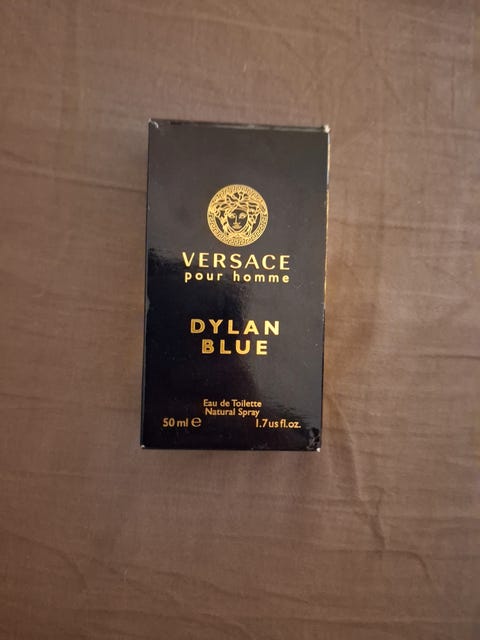 VERSACE
pour homme
DYLAN
BLUE
Eau de Toilette
Natural Spray
50 ml ℮ 1.7 us fl.oz.